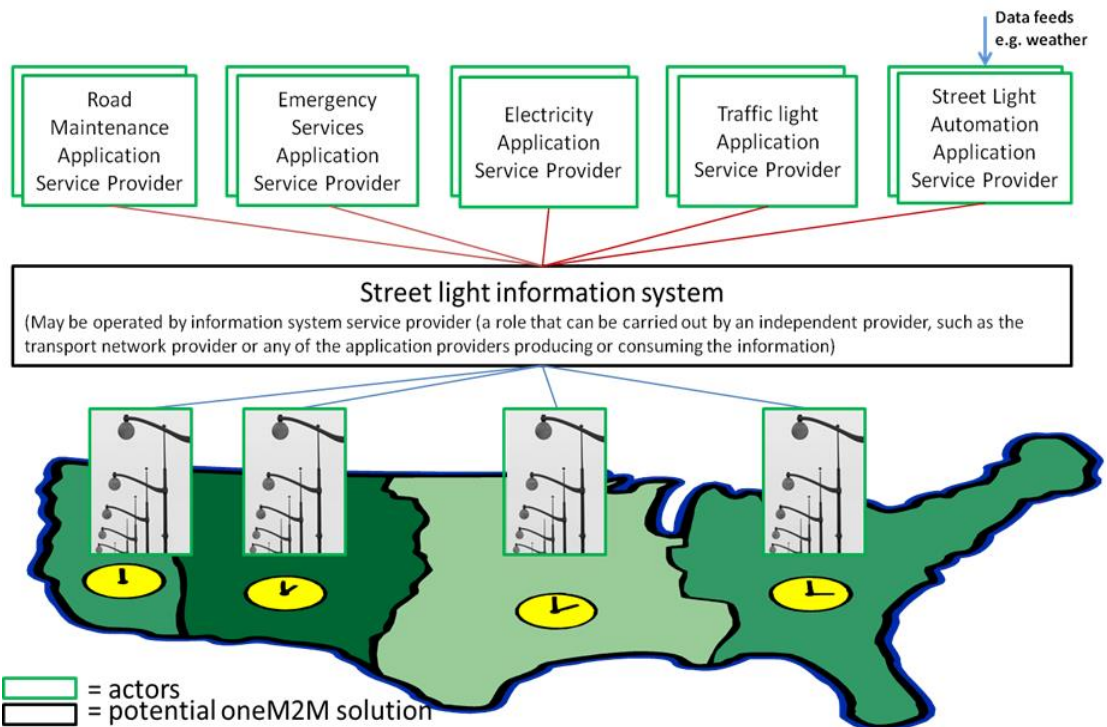 Data feeds
e.g. weather
Road
Maintenance
Application
Service Provider
Emergency
Services
Application
Service Provider
Electricity
Application
Service Provider
Traffic light
Application
Service Provider
Street Light
Automation
Application
Service Provider
Street light information system
(May be operated by information system service provider (a role that can be carried out by an independent provider, such as the
transport network provider or any of the application providers producing or consuming the information)
= actors
= potential oneM2M solution